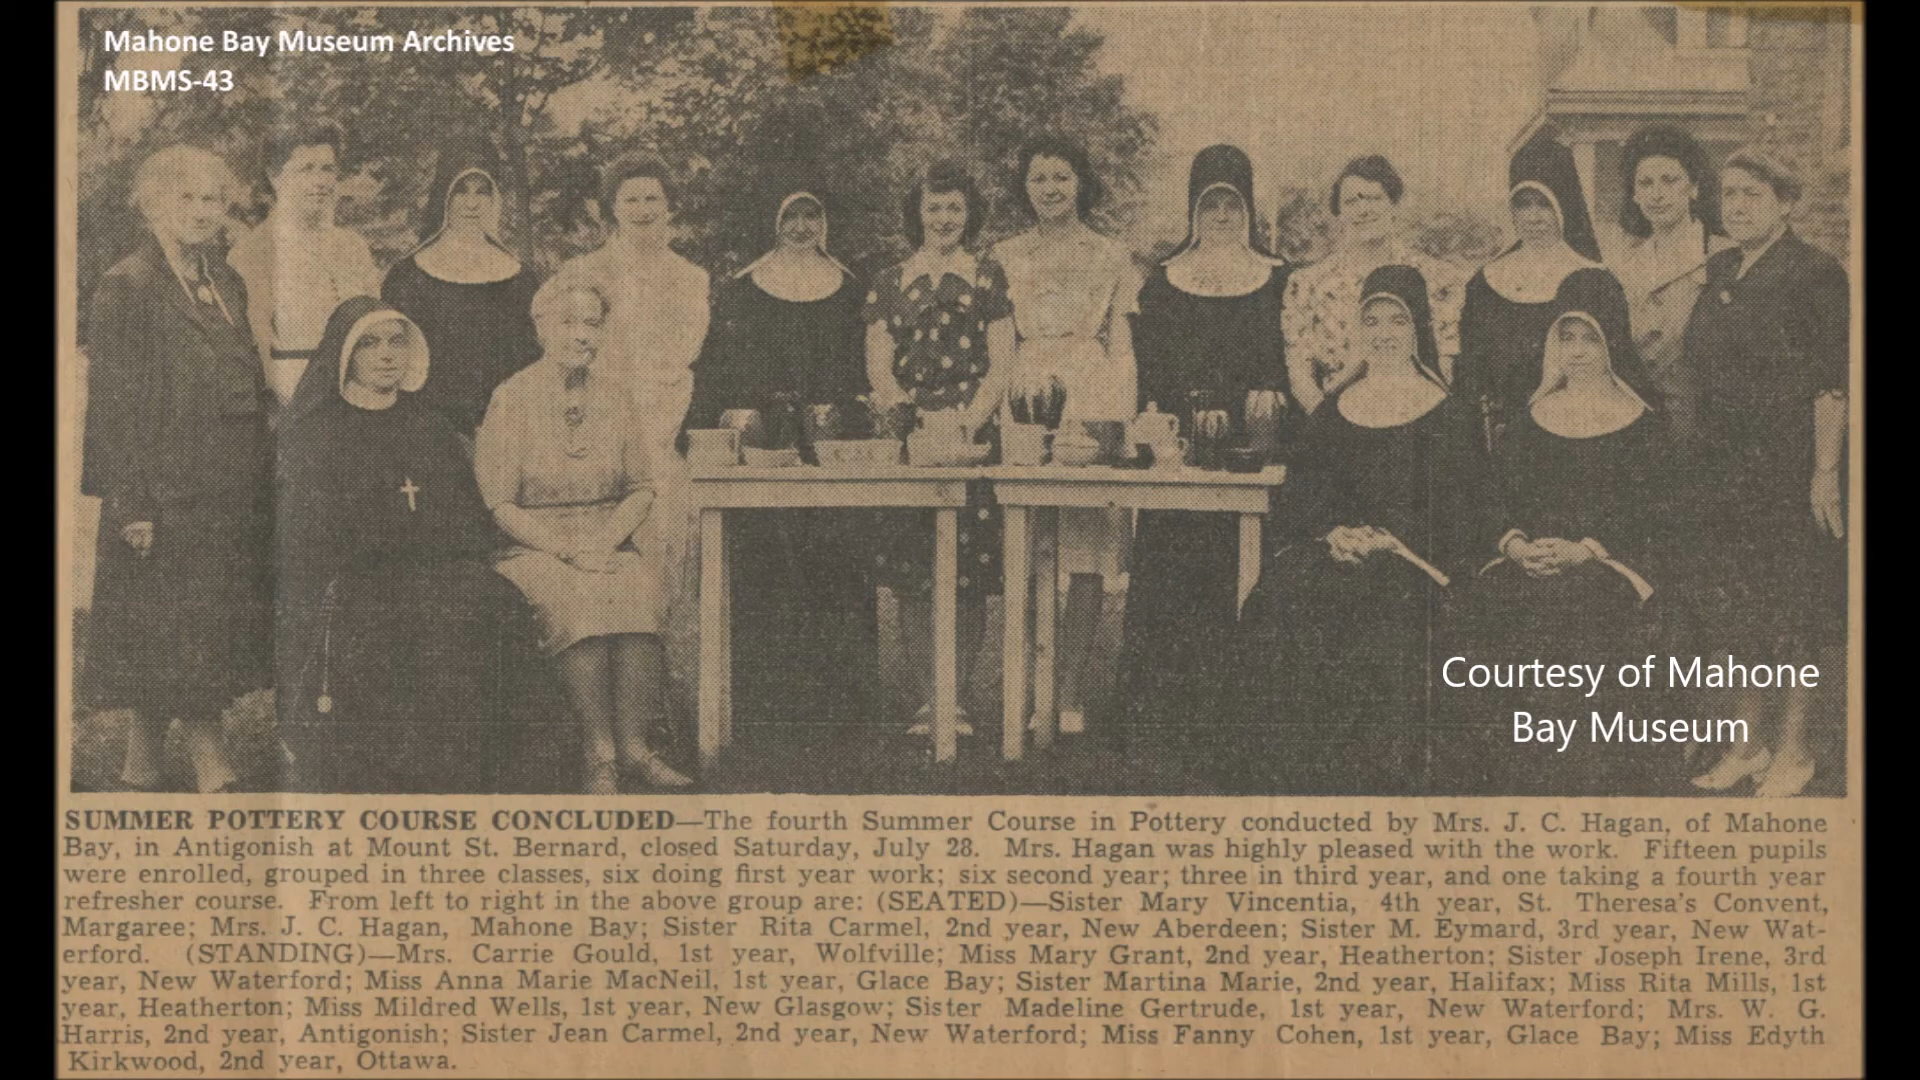 Mahone Bay Museum Archives
MBMS-43
Courtesy of Mahone
Bay Museum
SUMMER POTTERY COURSE CONCLUDED—The fourth Summer Course in Pottery conducted by Mrs. J. C. Hagan, of Mahone
Bay, in Antigonish at Mount St. Bernard, closed Saturday, July 28. Mrs. Hagan was highly pleased with the work. Fifteen pupils
were enrolled, grouped in three classes, six doing first year work; six second year; three in third year, and one taking a fourth year
refresher course. From left to right in the above group are: (SEATED)—Sister Mary Vincentia, 4th year, St. Theresa's Convent,
Margaree; Mrs. J. C. Hagan, Mahone Bay; Sister Rita Carmel, 2nd year, New Aberdeen; Sister M. Eymard, 3rd year, New Wat-
erford. (STANDING)—Mrs. Carrie Gould, 1st year, Wolfville; Miss Mary Grant, 2nd year, Heatherton; Sister Joseph Irene, 3rd
year, New Waterford; Miss Anna Marie MacNeil, 1st year, Glace Bay; Sister Martina Marie, 2nd year, Halifax; Miss Rita Mills, 1st
year, Heatherton; Miss Mildred Wells, 1st year, New Glasgow; Sister Madeline Gertrude, 1st year, New Waterford; Mrs. W. G.
Harris, 2nd year, Antigonish; Sister Jean Carmel, 2nd year, New Waterford; Miss Fanny Cohen, 1st year, Glace Bay; Miss Edyth
Kirkwood, 2nd year, Ottawa.